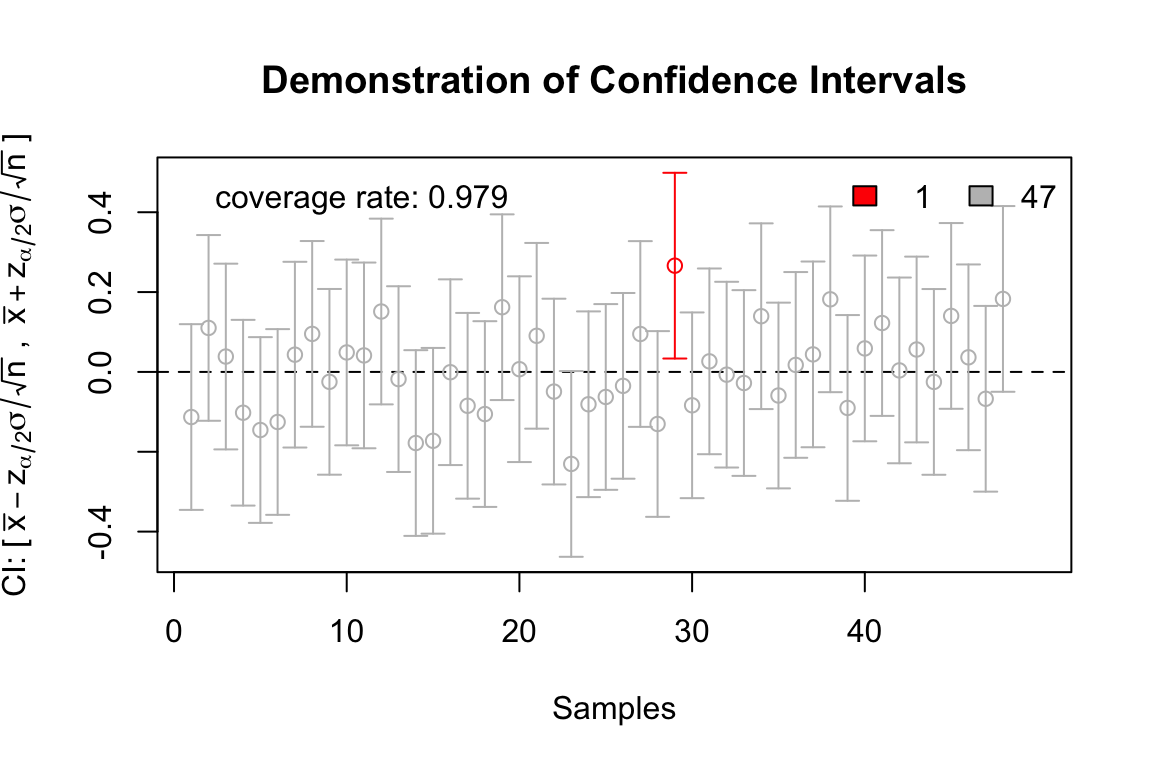 Demonstration of Confidence Intervals
CI: [ x̅ − zα/2σ/√n , x̅ + zα/2σ/√n ]
coverage rate: 0.979
1
47
0.4
0.2
0.0
-0.4
0 10 20 30 40
Samples